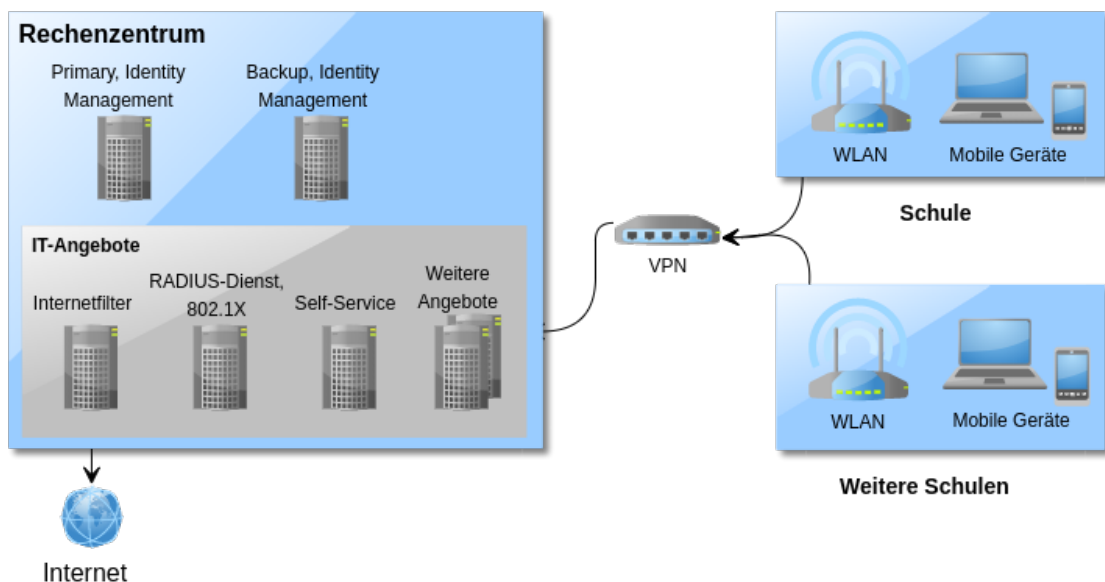 Rechenzentrum
Primary, Identity
Management
Backup, Identity
Management
IT-Angebote
Internetfilter
RADIUS-Dienst,
802.1X
Self-Service
Weitere
Angebote
Internet
VPN
WLAN
Mobile Geräte
Schule
WLAN
Mobile Geräte
Weitere Schulen